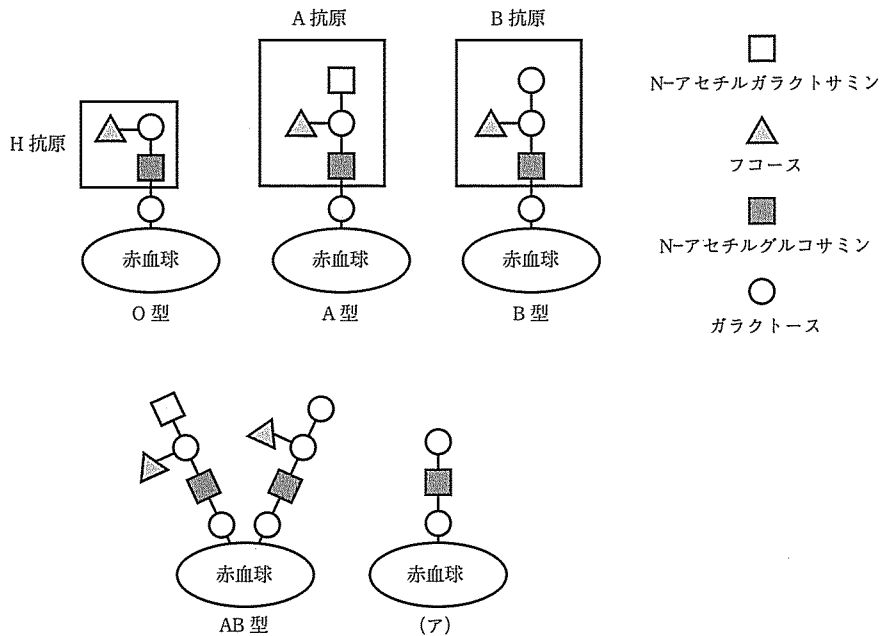 A 抗原
B 抗原
N-アセチルガラクトサミン
H 抗原
フコース
赤血球
赤血球
赤血球
N-アセチルグルコサミン
O 型
A 型
B 型
ガラクトース
赤血球
赤血球
AB 型
(ア)